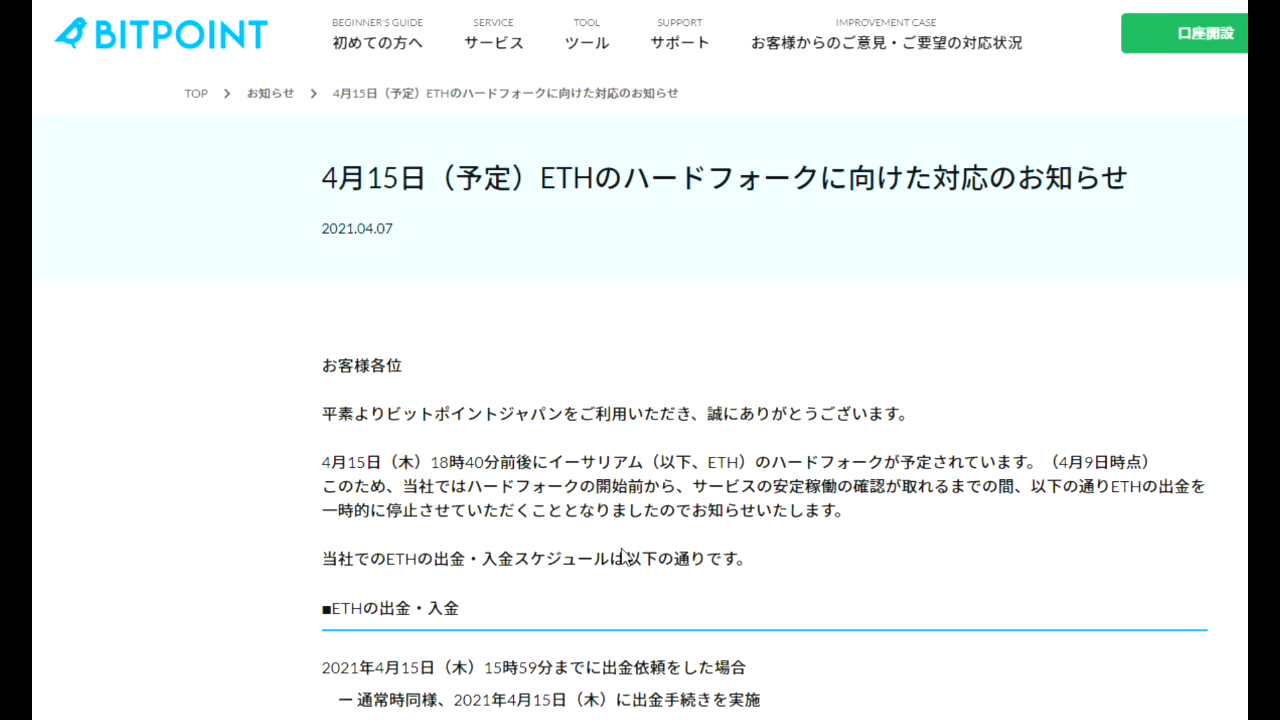 BITPOINT
BEGINNER'S GUIDE
初めての方へ
SERVICE
サービス
TOOL
ツール
SUPPORT
サポート
IMPROVEMENT CASE
お客様からのご意見・ご要望の対応状況
口座開設
TOP > お知らせ > 4月15日（予定）ETHのハードフォークに向けた対応のお知らせ
4月15日（予定）ETHのハードフォークに向けた対応のお知らせ
2021.04.07
お客様各位
平素よりビットポイントジャパンをご利用いただき、誠にありがとうございます。
4月15日（木）18時40分前後にイーサリアム（以下、ETH）のハードフォークが予定されています。（4月9日時点）
このため、当社ではハードフォークの開始前から、サービスの安定稼働の確認が取れるまでの間、以下の通りETHの出金を
一時的に停止させていただくこととなりましたのでお知らせいたします。
当社でのETHの出金・入金スケジュールは以下の通りです。
■ETHの出金・入金
2021年4月15日（木）15時59分までに出金依頼をした場合
ー 通常時同様、2021年4月15日（木）に出金手続きを実施